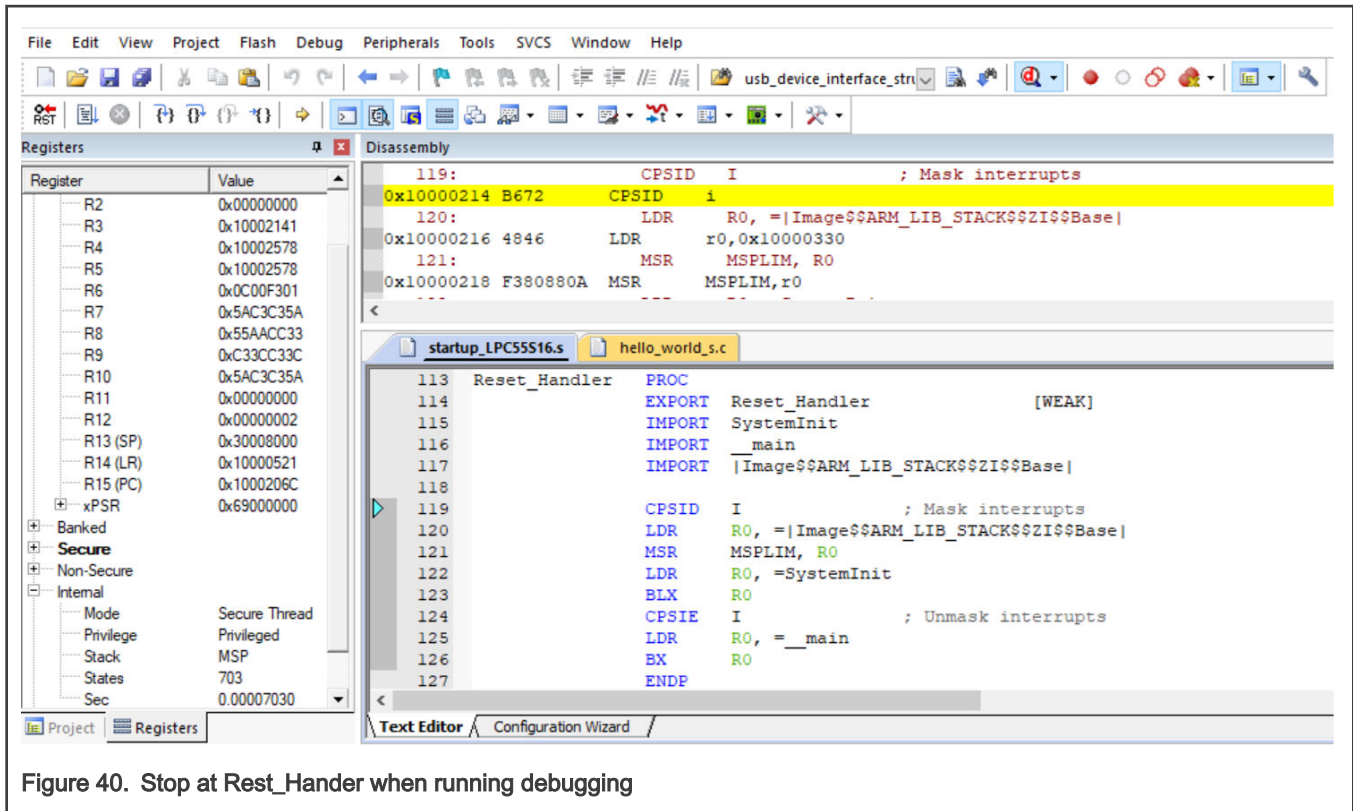 File Edit View Project Flash Debug Peripherals Tools SVCS Window Help
usb_device_interface_stru
RST
Registers
Register Value
R2 0x00000000
R3 0x10002141
R4 0x10002578
R5 0x10002578
R6 0x0C00F301
R7 0x5AC3C35A
R8 0x55AACC33
R9 0xC33CC33C
R10 0x5AC3C35A
R11 0x00000000
R12 0x00000002
R13 (SP) 0x30008000
R14 (LR) 0x10000521
R15 (PC) 0x1000206C
xPSR 0x69000000
Banked
Secure
Non-Secure
Internal
Mode Secure Thread
Privilege Privileged
Stack MSP
States 703
Sec 0.00007030
Project Registers
Disassembly
119: CPSID I ; Mask interrupts
0x10000214 B672 CPSID i
120: LDR R0, =|Image$$ARM_LIB_STACK$$ZI$$Base|
0x10000216 4846 LDR r0,0x10000330
121: MSR MSPLIM, R0
0x10000218 F380880A MSR MSPLIM,r0
startup_LPC55S16.s hello_world_s.c
113 Reset_Handler PROC
114 EXPORT Reset_Handler [WEAK]
115 IMPORT SystemInit
116 IMPORT __main
117 IMPORT |Image$$ARM_LIB_STACK$$ZI$$Base|
118
119 CPSID I ; Mask interrupts
120 LDR R0, =|Image$$ARM_LIB_STACK$$ZI$$Base|
121 MSR MSPLIM, R0
122 LDR R0, =SystemInit
123 BLX R0
124 CPSIE I ; Unmask interrupts
125 LDR R0, =__main
126 BX R0
127 ENDP
Text Editor Configuration Wizard
Figure 40. Stop at Rest_Hander when running debugging